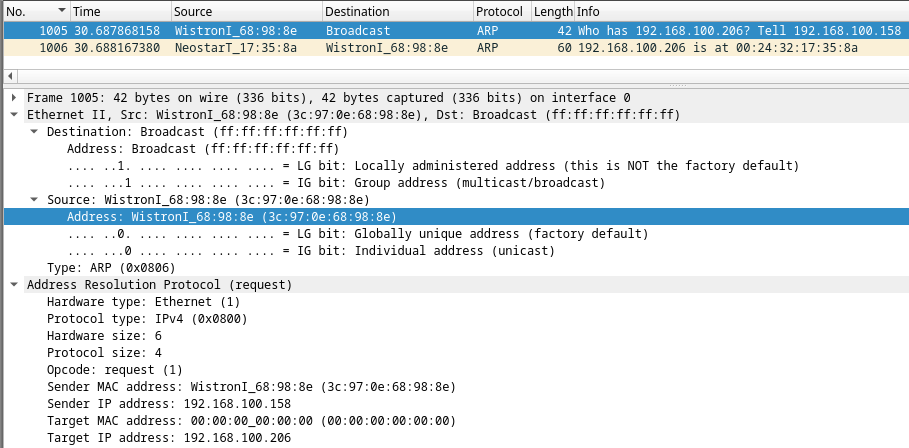 No. Time Source Destination Protocol Length Info
1005 30.687868158 WistronI_68:98:8e Broadcast ARP 42 Who has 192.168.100.206? Tell 192.168.100.158
1006 30.688167380 NeostarT_17:35:8a WistronI_68:98:8e ARP 60 192.168.100.206 is at 00:24:32:17:35:8a
Frame 1005: 42 bytes on wire (336 bits), 42 bytes captured (336 bits) on interface 0
Ethernet II, Src: WistronI_68:98:8e (3c:97:0e:68:98:8e), Dst: Broadcast (ff:ff:ff:ff:ff:ff)
Destination: Broadcast (ff:ff:ff:ff:ff:ff)
Address: Broadcast (ff:ff:ff:ff:ff:ff)
.... ..1. .... .... .... .... = LG bit: Locally administered address (this is NOT the factory default)
.... ...1 .... .... .... .... = IG bit: Group address (multicast/broadcast)
Source: WistronI_68:98:8e (3c:97:0e:68:98:8e)
Address: WistronI_68:98:8e (3c:97:0e:68:98:8e)
.... ..0. .... .... .... .... = LG bit: Globally unique address (factory default)
.... ...0 .... .... .... .... = IG bit: Individual address (unicast)
Type: ARP (0x0806)
Address Resolution Protocol (request)
Hardware type: Ethernet (1)
Protocol type: IPv4 (0x0800)
Hardware size: 6
Protocol size: 4
Opcode: request (1)
Sender MAC address: WistronI_68:98:8e (3c:97:0e:68:98:8e)
Sender IP address: 192.168.100.158
Target MAC address: 00:00:00_00:00:00 (00:00:00:00:00:00)
Target IP address: 192.168.100.206